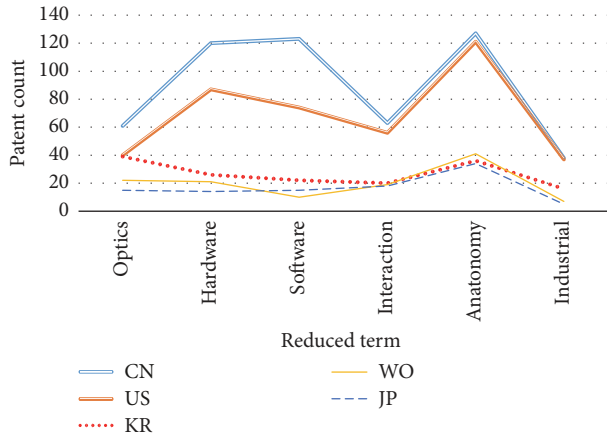 140
120
100
80
60
40
20
0
Patent count
Optics
Hardware
Software
Interaction
Anatonomy
Industrial
Reduced term
CN
US
KR
WO
JP